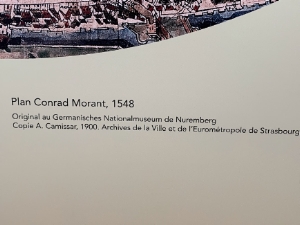 Plan Conrad Morant, 1548
Original au Germanisches Nationalmuseum de Nuremberg
Copie A. Camissar, 1900. Archives de la Ville et de l'Eurométropole de Strasbourg